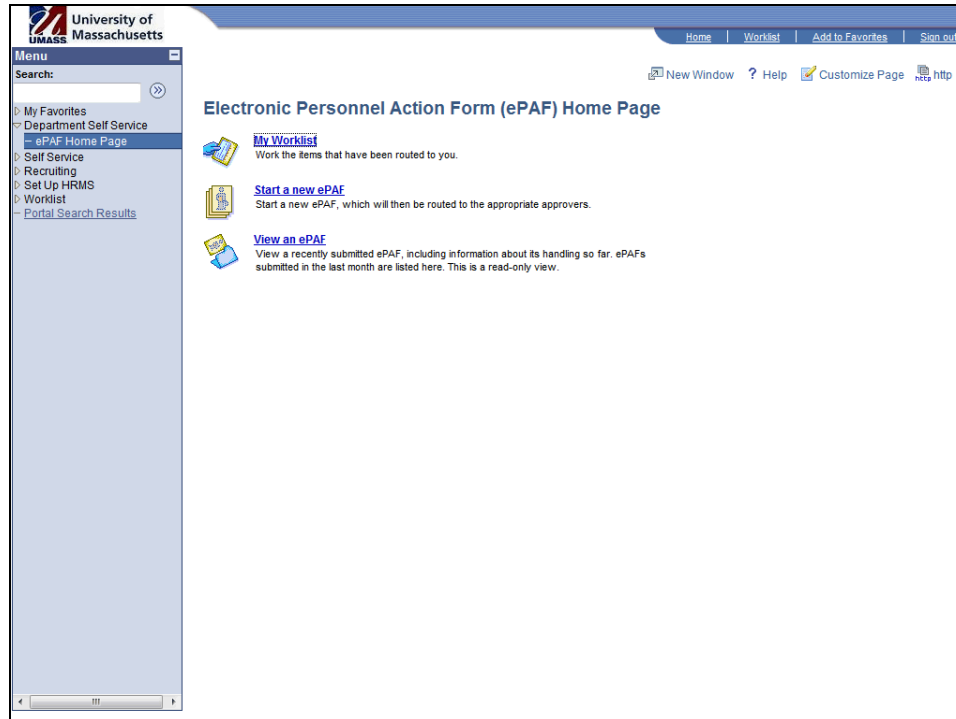 University of
UMASS Massachusetts
Home | Worklist | Add to Favorites | Sign out
Menu
Search:
New Window ? Help Customize Page http
My Favorites
Department Self Service
– ePAF Home Page
Self Service
Recruiting
Set Up HRMS
Worklist
– Portal Search Results
Electronic Personnel Action Form (ePAF) Home Page
My Worklist
Work the items that have been routed to you.
Start a new ePAF
Start a new ePAF, which will then be routed to the appropriate approvers.
View an ePAF
View a recently submitted ePAF, including information about its handling so far. ePAFs
submitted in the last month are listed here. This is a read-only view.